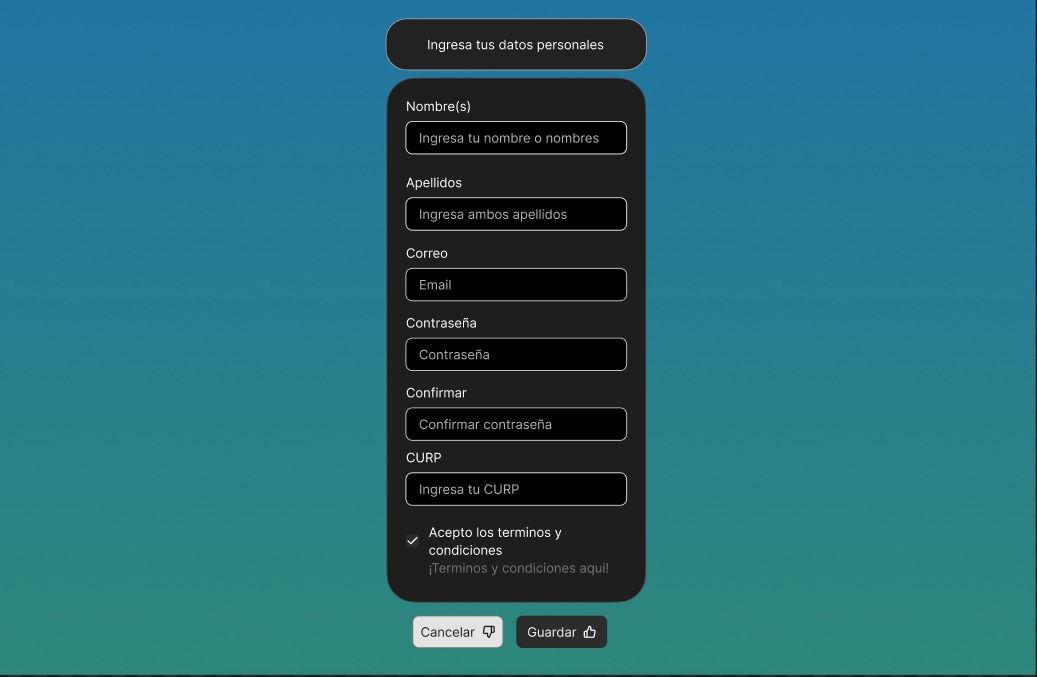 Ingresa tus datos personales
Nombre(s)
Ingresa tu nombre o nombres
Apellidos
Ingresa ambos apellidos
Correo
Email
Contraseña
Contraseña
Confirmar
Confirmar contraseña
CURP
Ingresa tu CURP
Acepto los terminos y
condiciones
¡Terminos y condiciones aqui!
Cancelar
Guardar